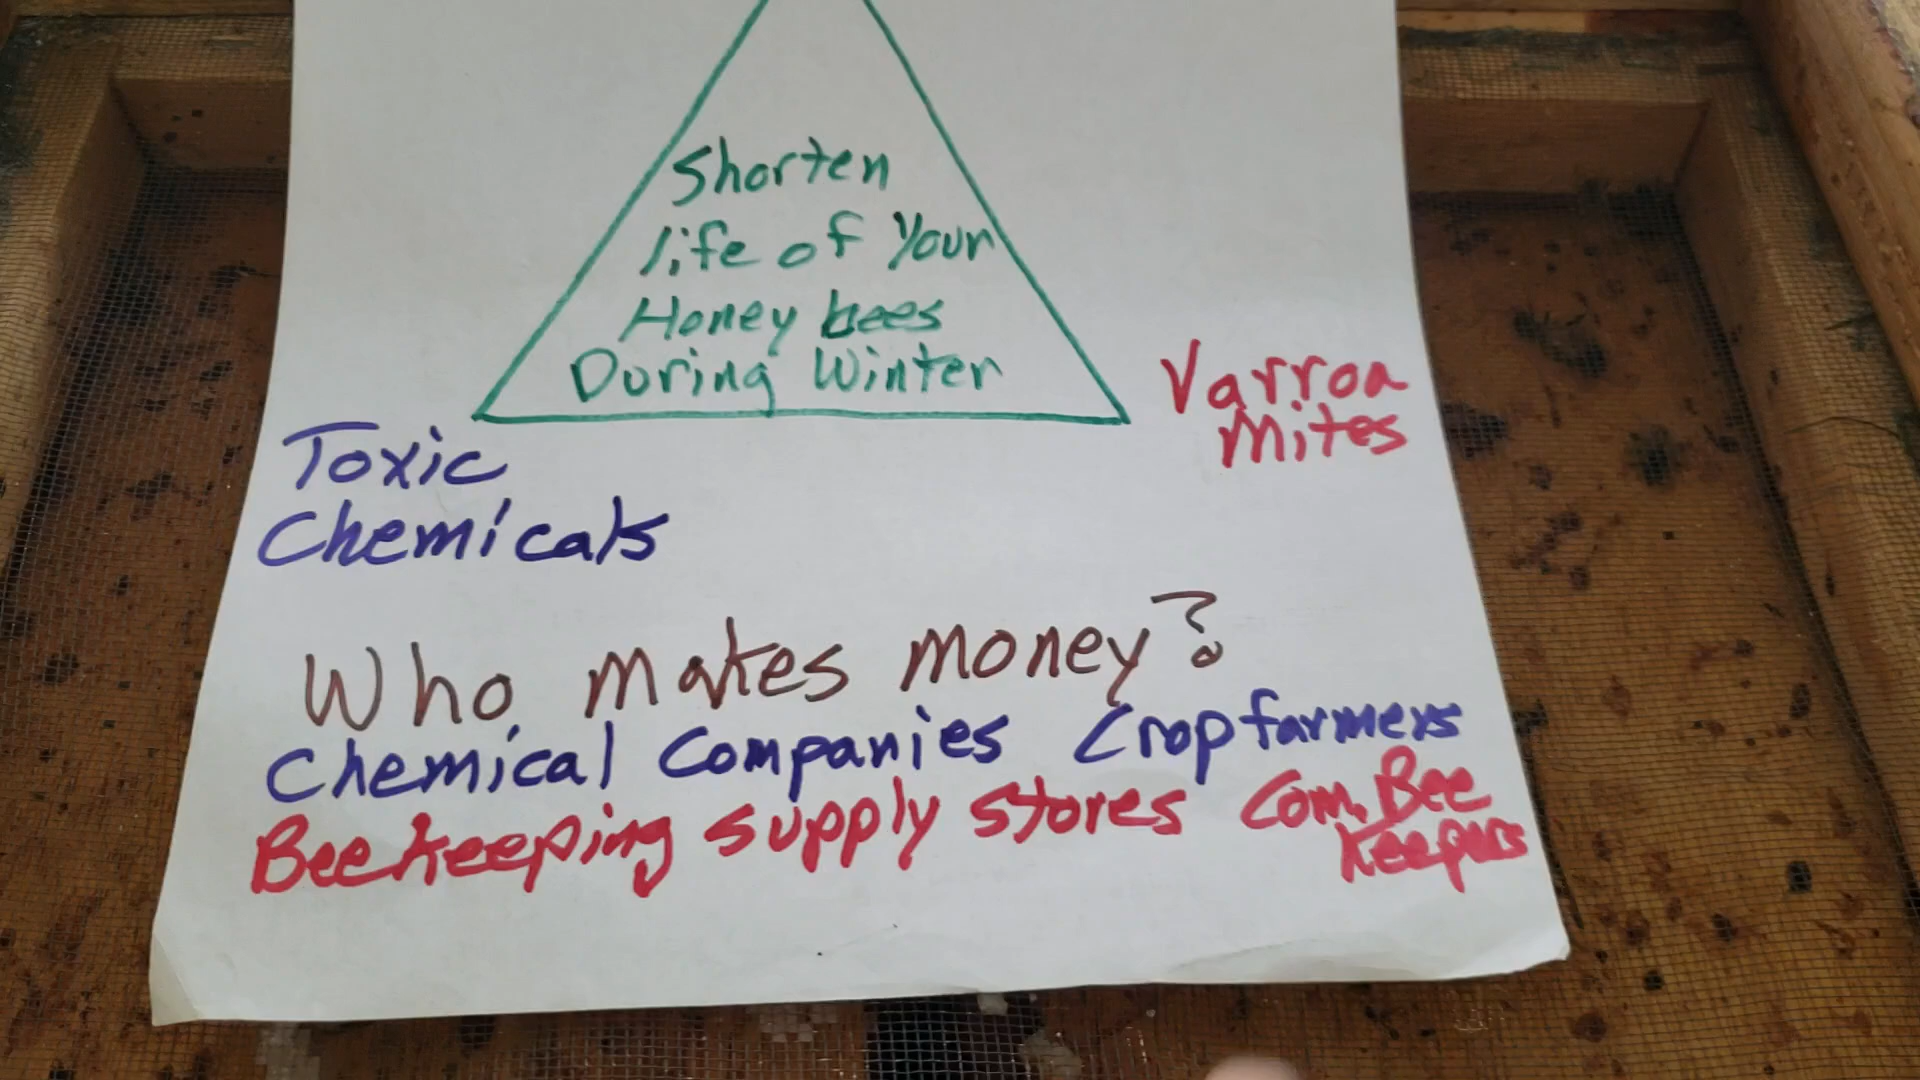 Shorten
life of Your
Honey bees
During Winter
Varroa
Mites
Toxic
Chemicals
Who makes money?
Chemical Companies Crop farmers
Beekeeping supply stores Com. Bee
Keepers